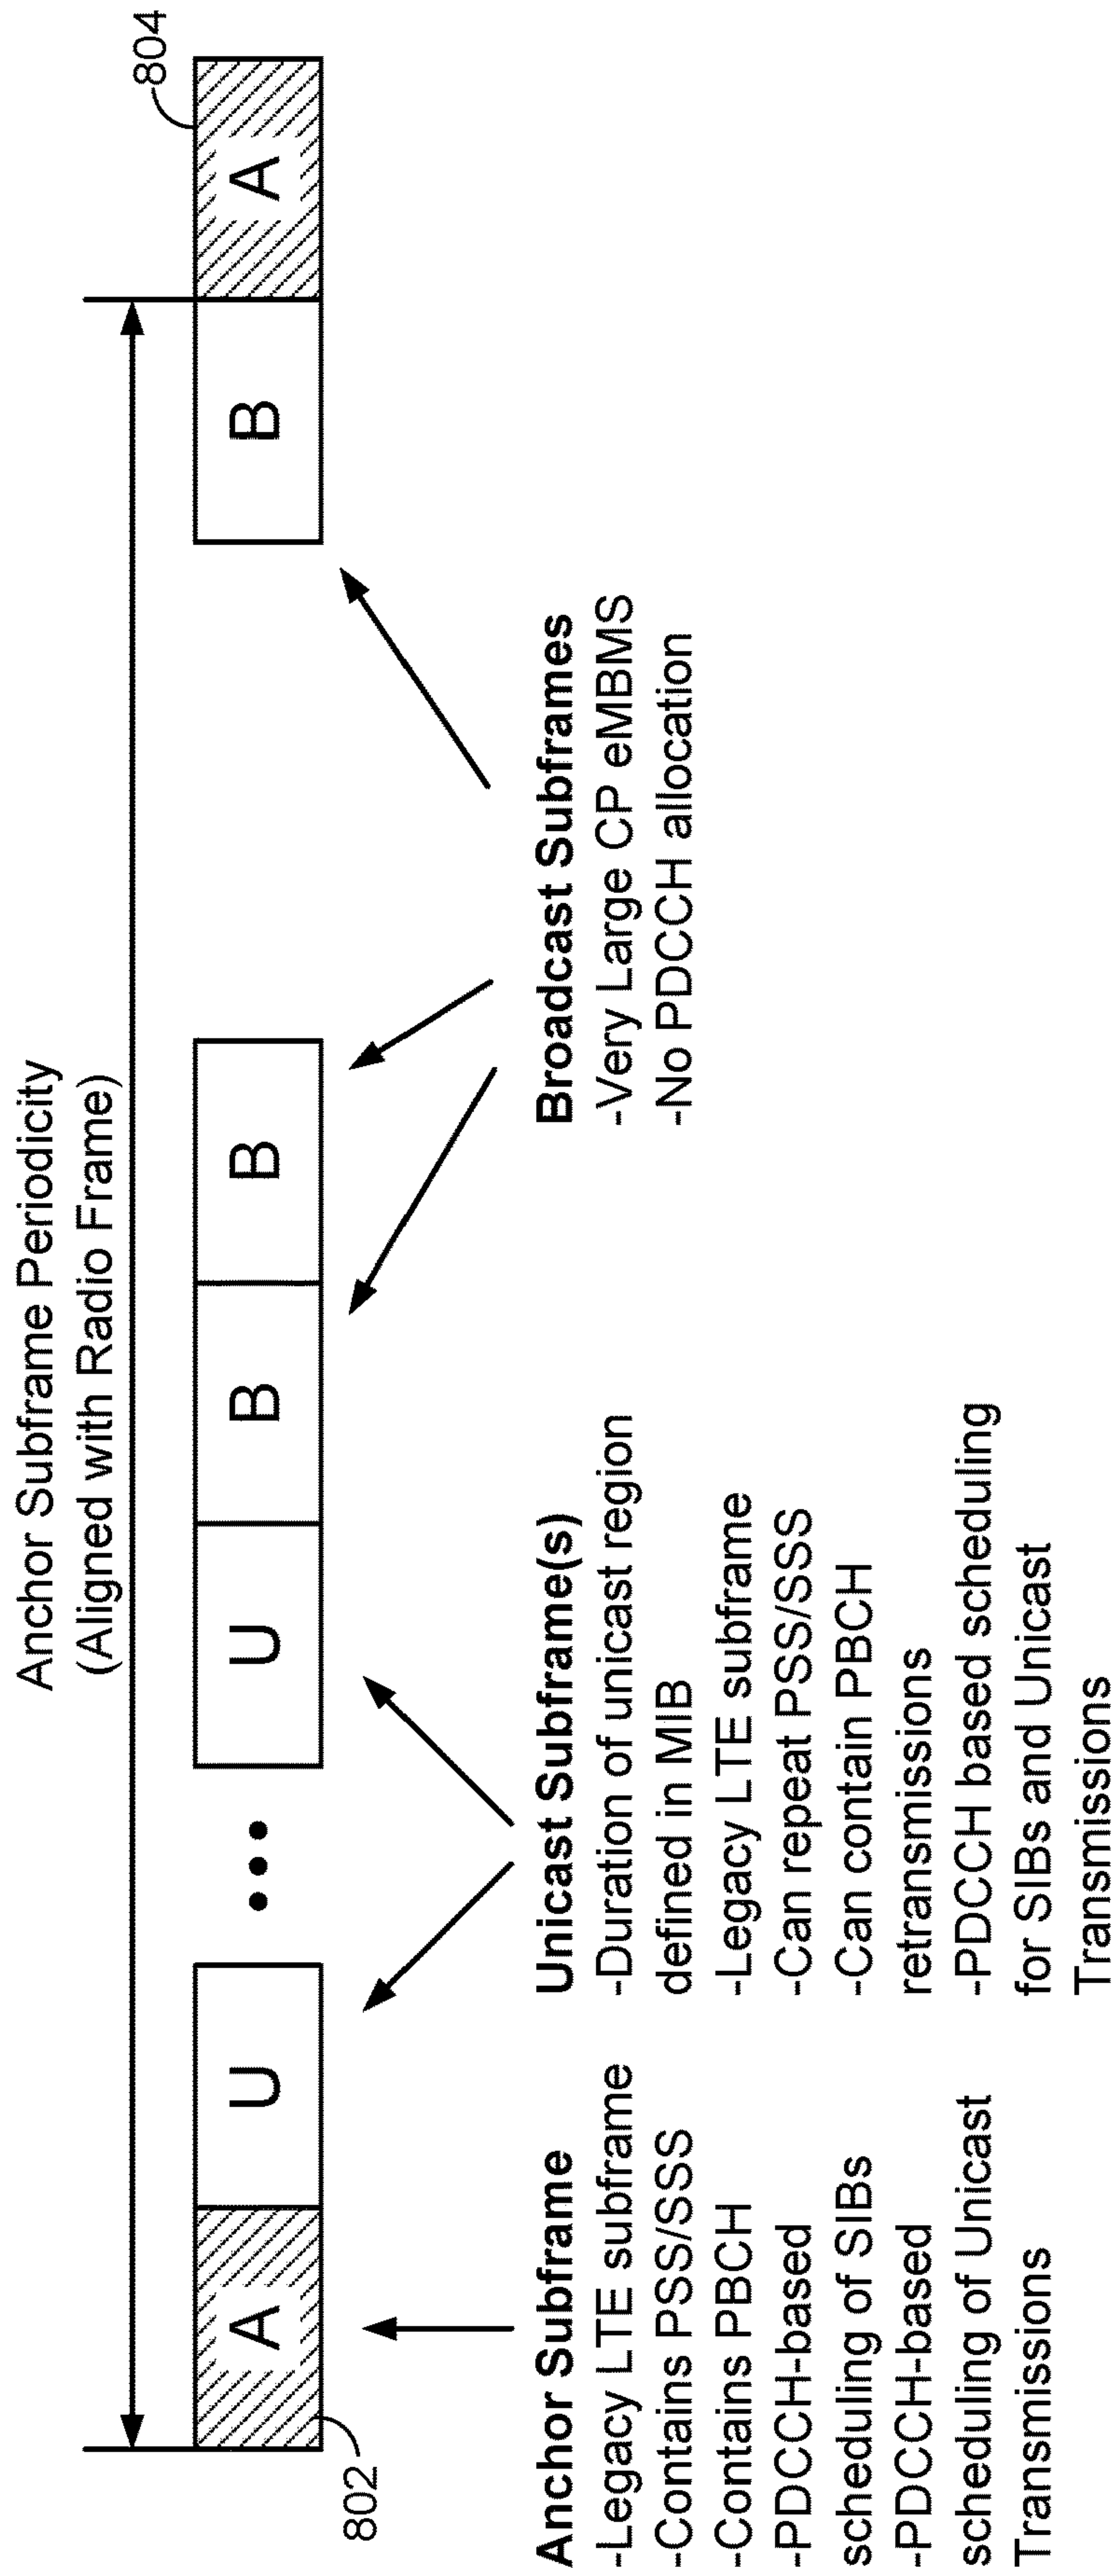 Anchor Subframe Periodicity
(Aligned with Radio Frame)
804
A
U
U
B
B
B
A
802
Anchor Subframe
-Legacy LTE subframe
-Contains PSS/SSS
-Contains PBCH
-PDCCH-based
scheduling of SIBs
-PDCCH-based
scheduling of Unicast
Transmissions
Unicast Subframe(s)
-Duration of unicast region
defined in MIB
-Legacy LTE subframe
-Can repeat PSS/SSS
-Can contain PBCH
retransmissions
-PDCCH based scheduling
for SIBs and Unicast
Transmissions
Broadcast Subframes
-Very Large CP eMBMS
-No PDCCH allocation